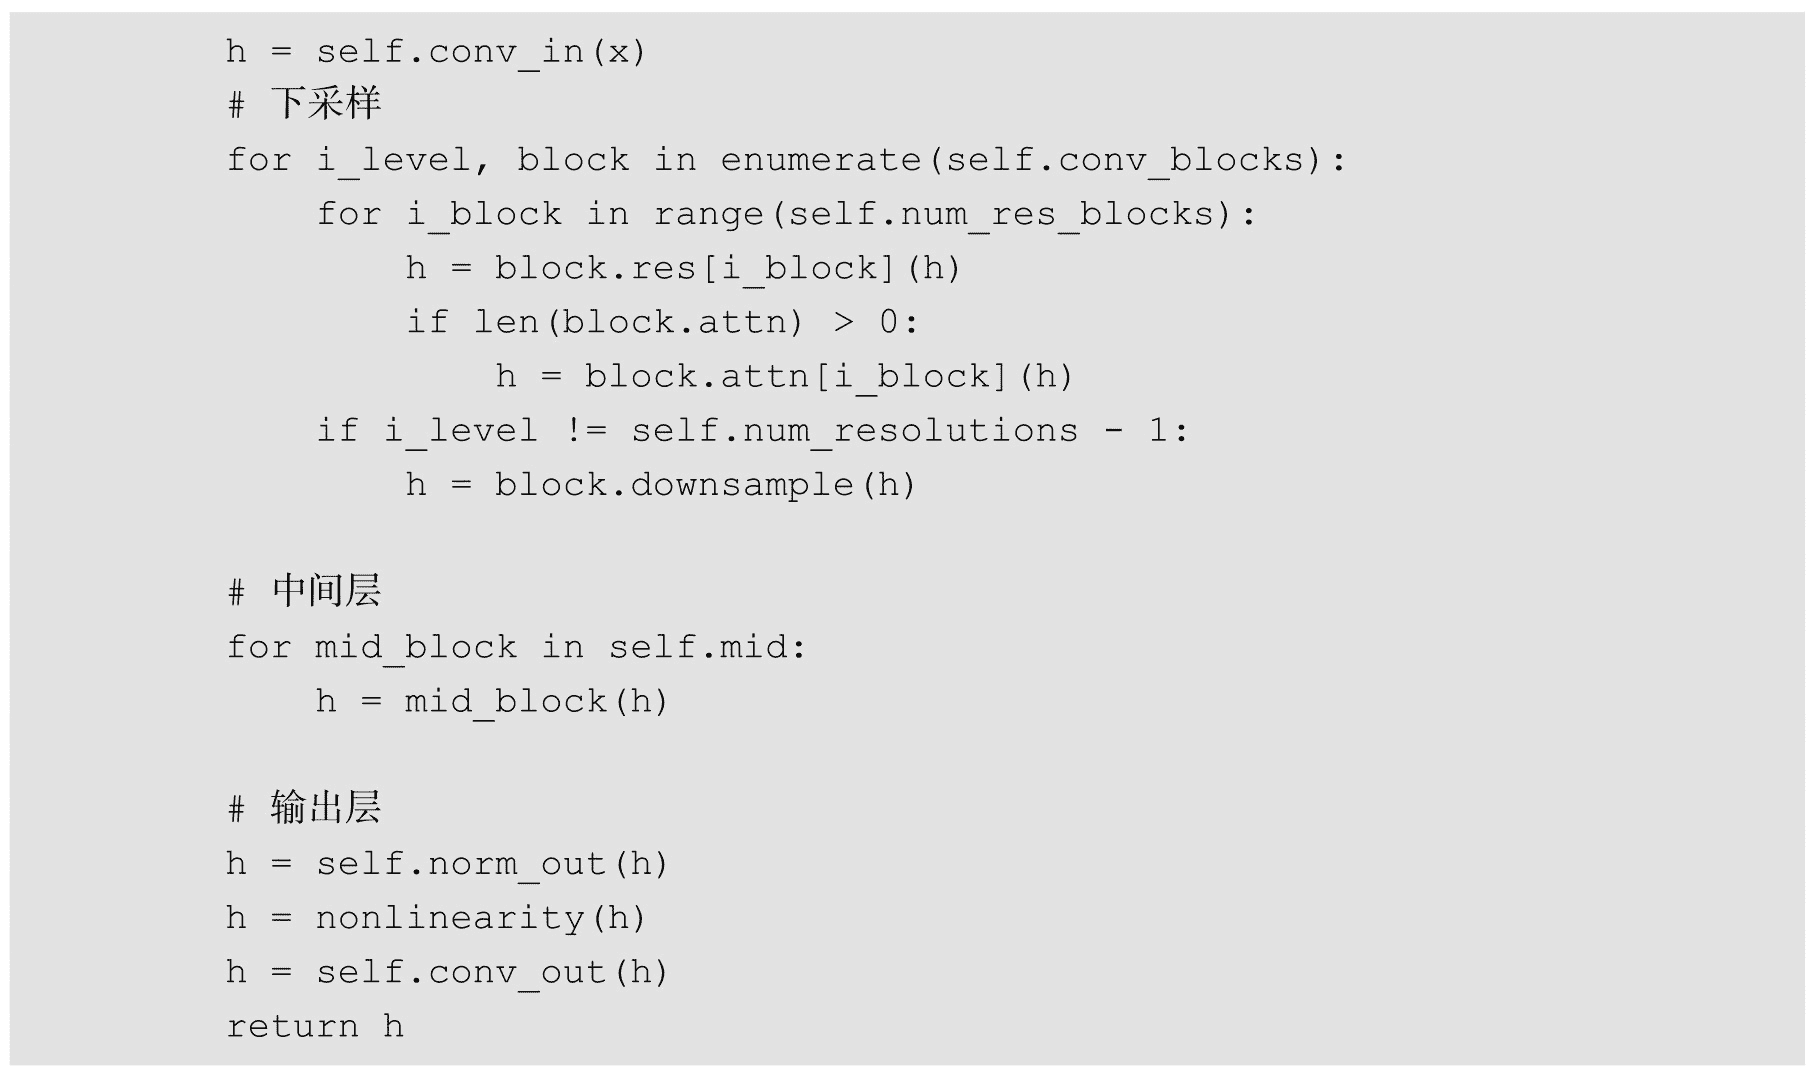 h = self.conv_in(x)
# 下采样
for i_level, block in enumerate(self.conv_blocks):
    for i_block in range(self.num_res_blocks):
        h = block.res[i_block](h)
        if len(block.attn) > 0:
            h = block.attn[i_block](h)
    if i_level != self.num_resolutions - 1:
        h = block.downsample(h)

# 中间层
for mid_block in self.mid:
    h = mid_block(h)

# 输出层
h = self.norm_out(h)
h = nonlinearity(h)
h = self.conv_out(h)
return h